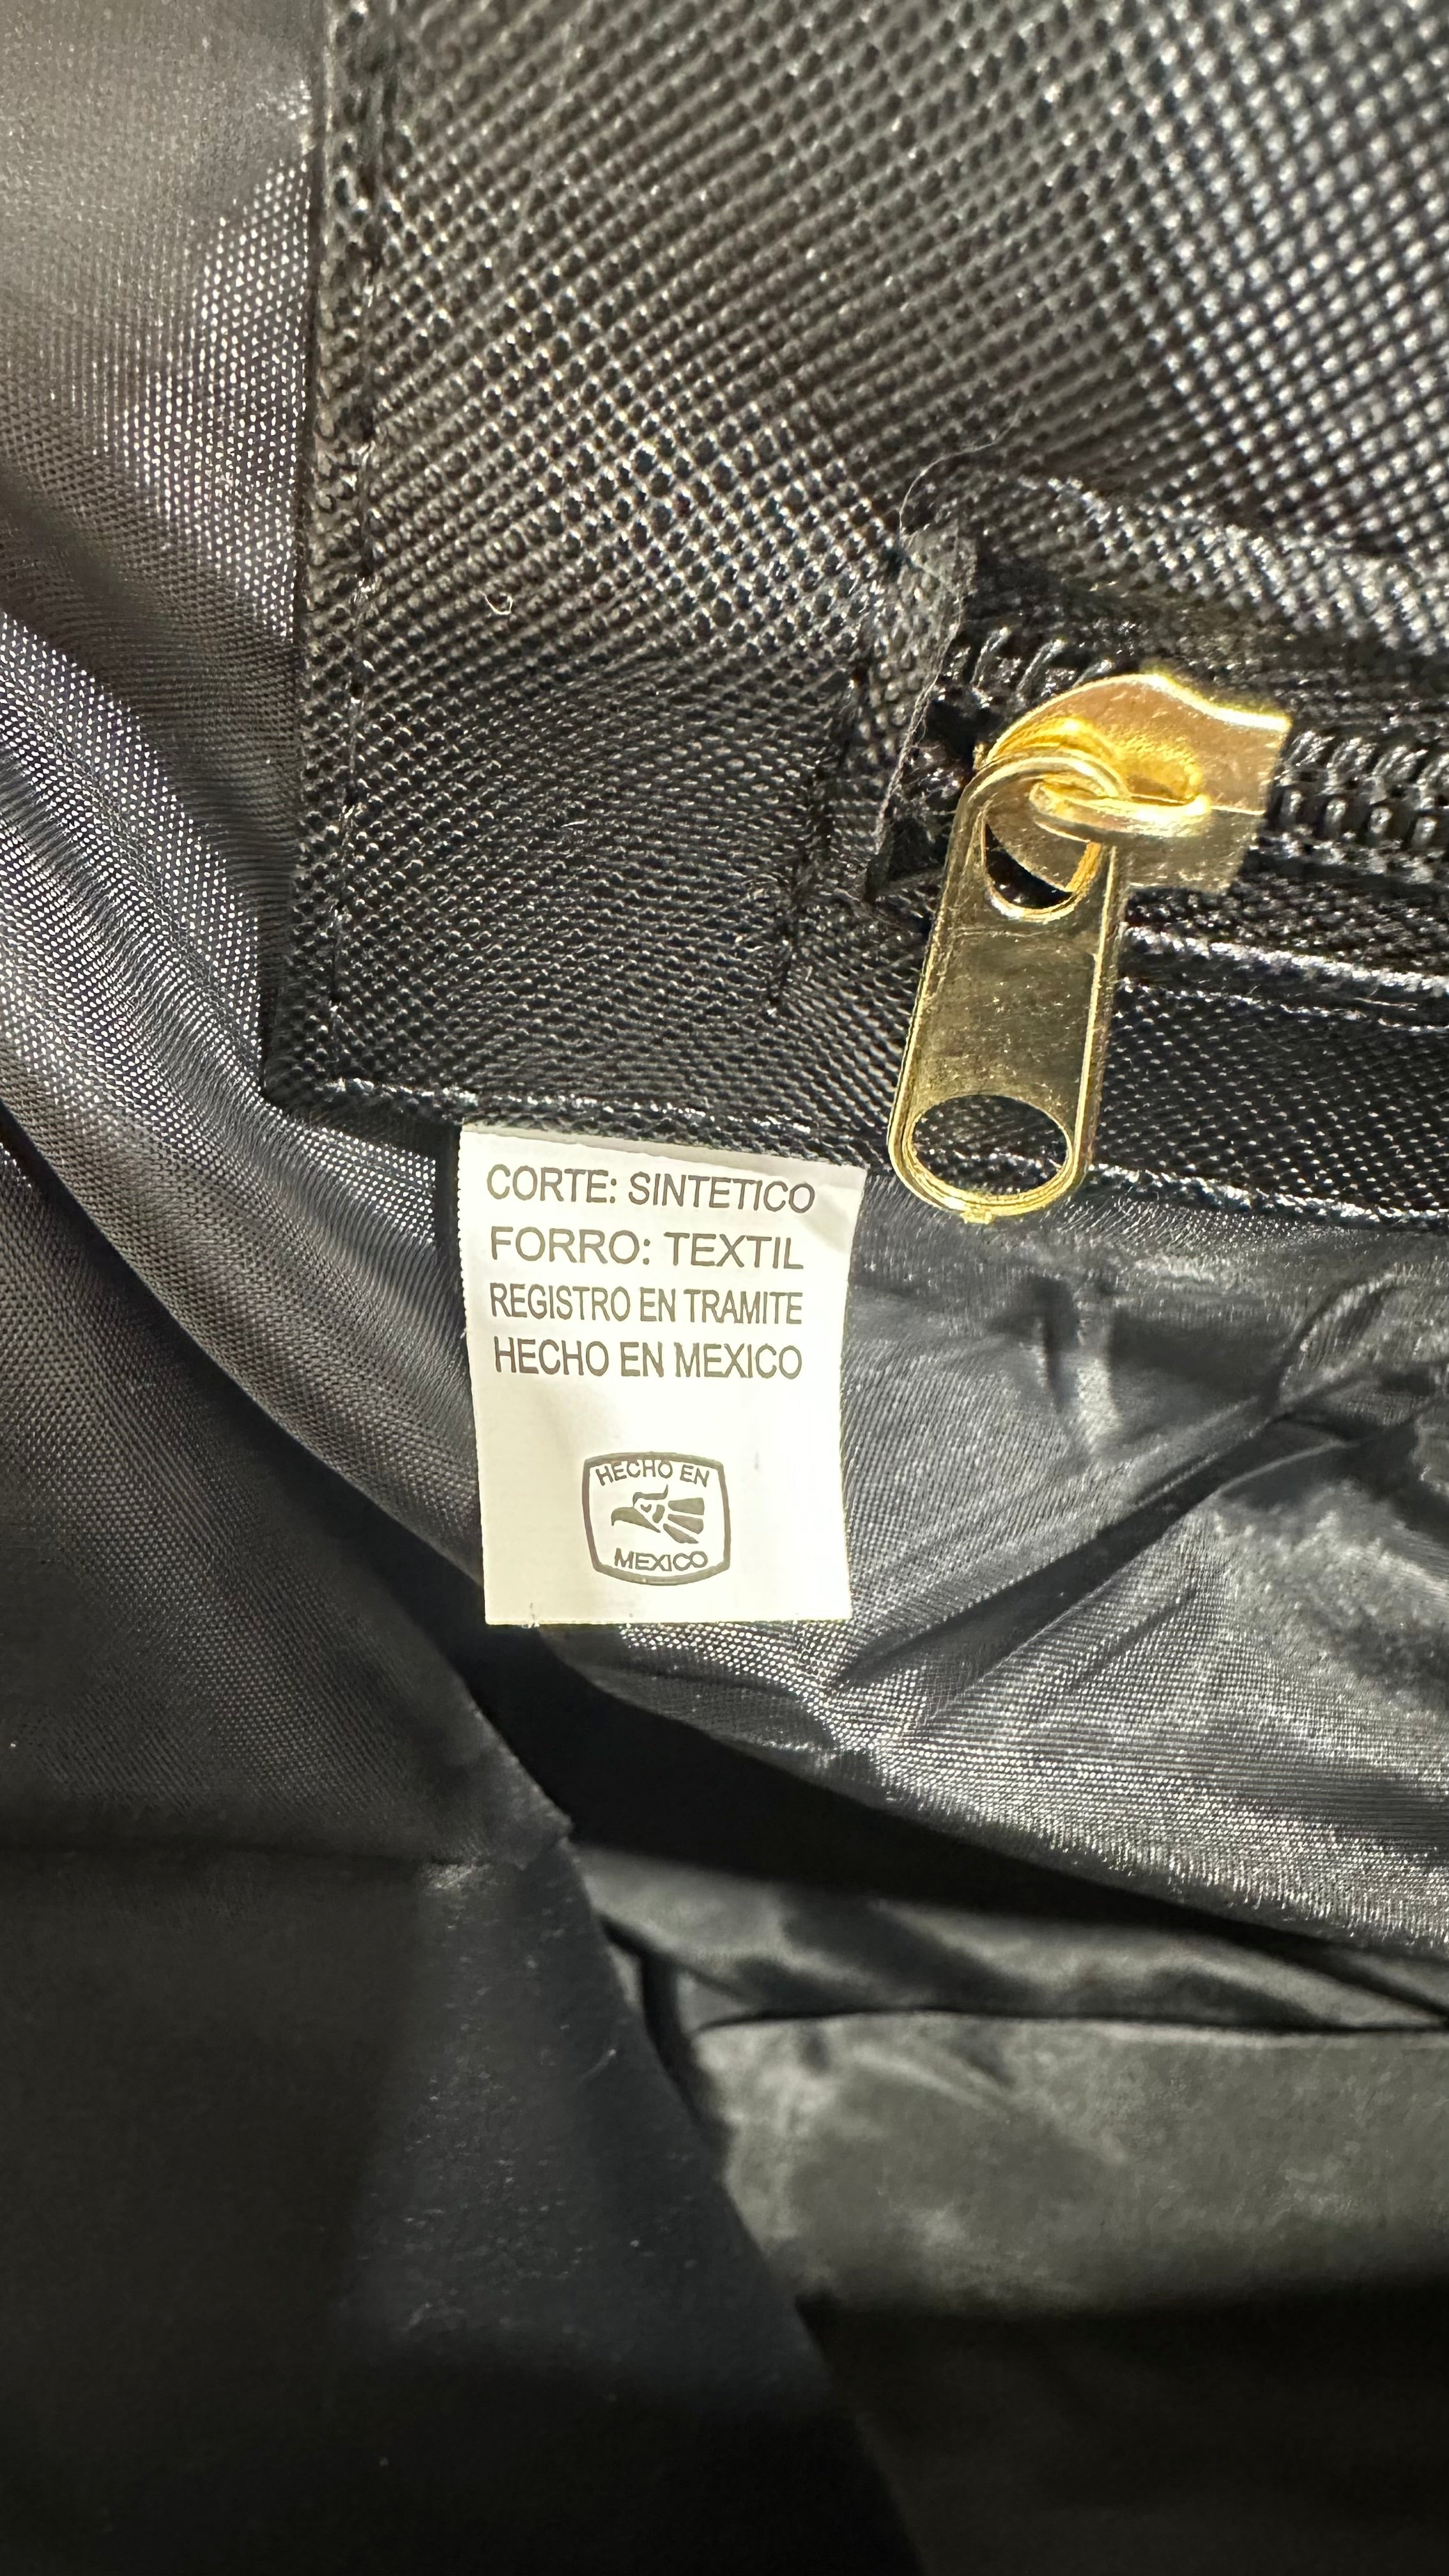 CORTE: SINTETICO
FORRO: TEXTIL
REGISTRO EN TRAMITE
HECHO EN MEXICO
HECHO EN
MEXICO